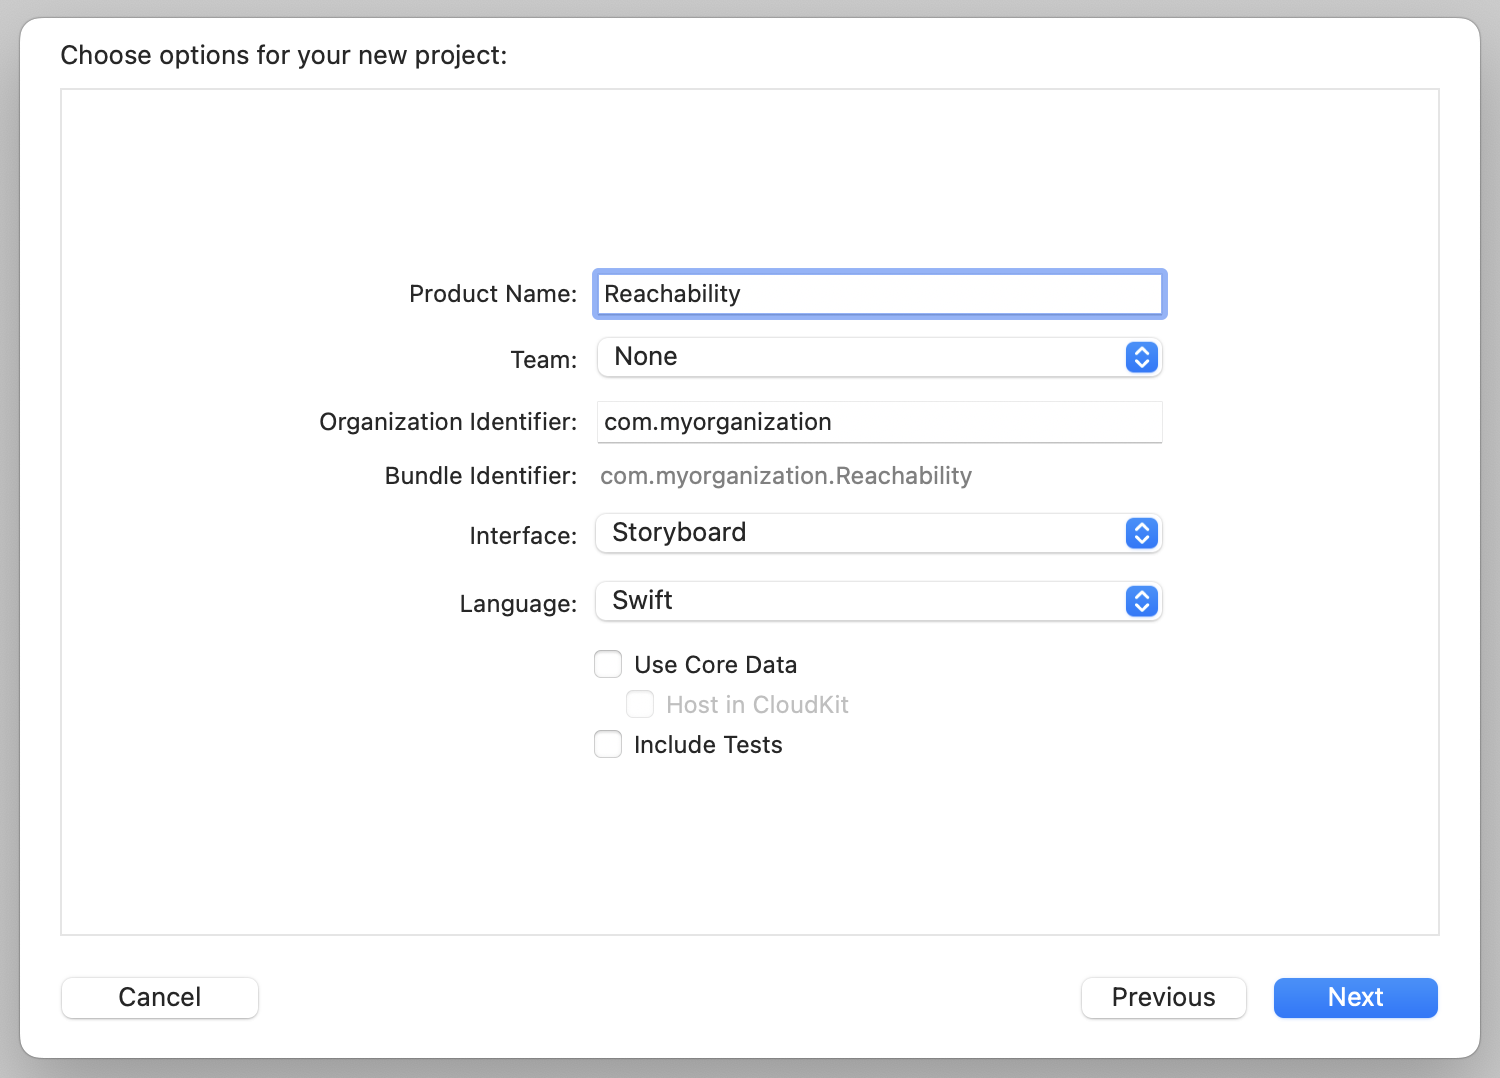 Choose options for your new project:
Product Name: Reachability
Team: None
Organization Identifier: com.myorganization
Bundle Identifier: com.myorganization.Reachability
Interface: Storyboard
Language: Swift
Use Core Data
Host in CloudKit
Include Tests
Cancel Previous Next